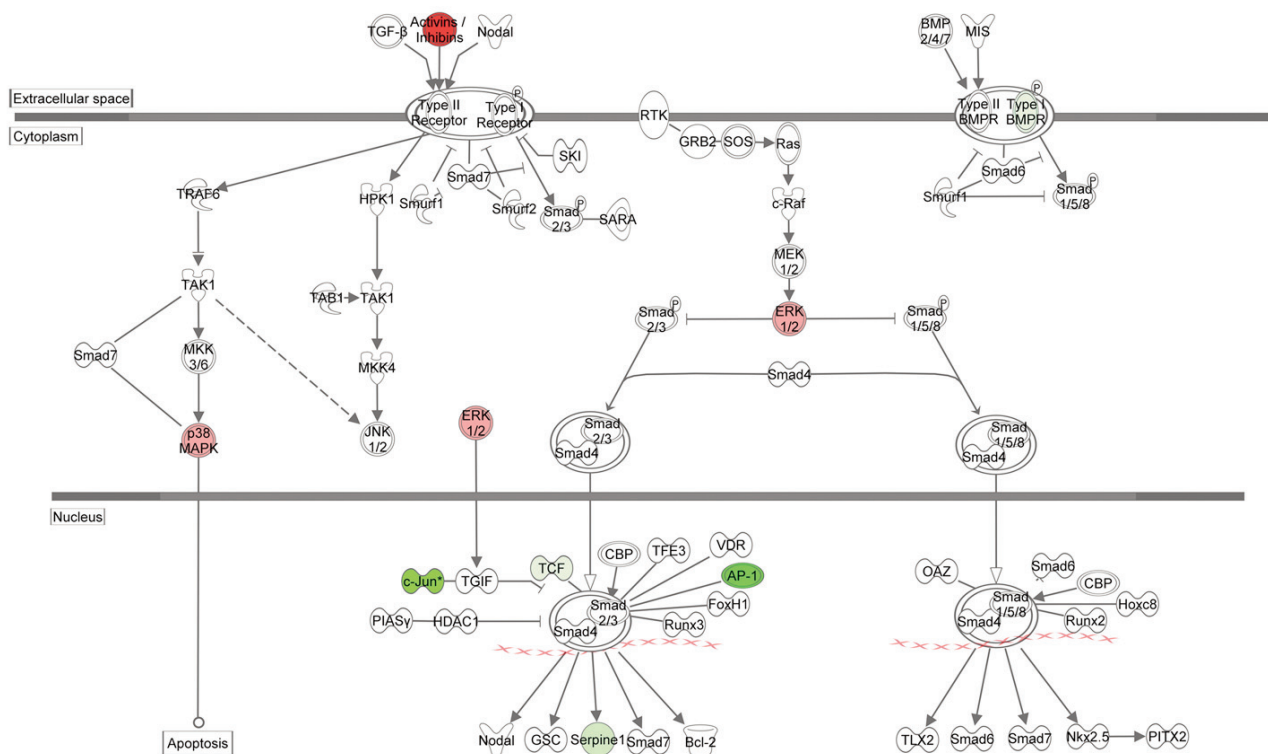 TGF-β
Activins /
Inhibins
Nodal
BMP
2/4/7
MIS
Extracellular space
Cytoplasm
Type II
Receptor
P
Type I
Receptor
RTK
GRB2
SOS
Ras
P
Type II
BMPR
Type I
BMPR
SKI
TRAF6
HPK1
Smurf1
Smad7
Smurf2
P
Smad
2/3
SARA
c-Raf
Smurf1
Smad6
P
Smad
1/5/8
MEK
1/2
TAK1
TAB1
TAK1
P
Smad
2/3
ERK
1/2
P
Smad
1/5/8
Smad7
MKK
3/6
MKK4
Smad4
p38
MAPK
JNK
1/2
ERK
1/2
Smad
2/3
Smad4
Smad
1/5/8
Smad4
Nucleus
c-Jun*
TGIF
TCF
CBP
TFE3
VDR
AP-1
FoxH1
Runx3
PIASγ
HDAC1
Smad
2/3
Smad4
OAZ
Smad6
CBP
Hoxc8
Runx2
Smad
1/5/8
Smad4
Apoptosis
Nodal
GSC
Serpine1
Smad7
Bcl-2
TLX2
Smad6
Smad7
Nkx2.5
PITX2